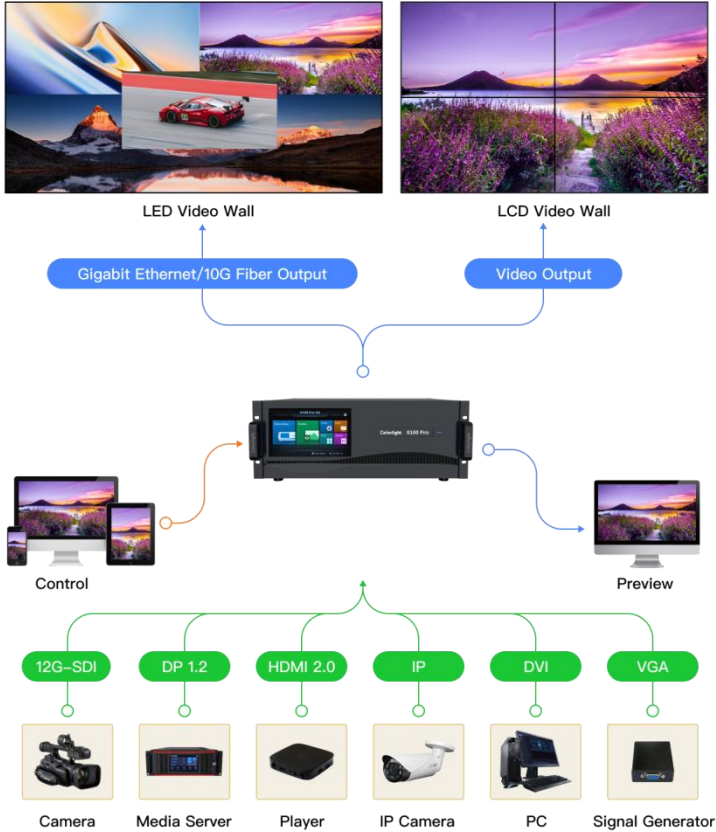 LED Video Wall
LCD Video Wall
Gigabit Ethernet/10G Fiber Output
Video Output
Colorlight X100 Pro
Control
Preview
12G-SDI
DP 1.2
HDMI 2.0
IP
DVI
VGA
Camera
Media Server
Player
IP Camera
PC
Signal Generator